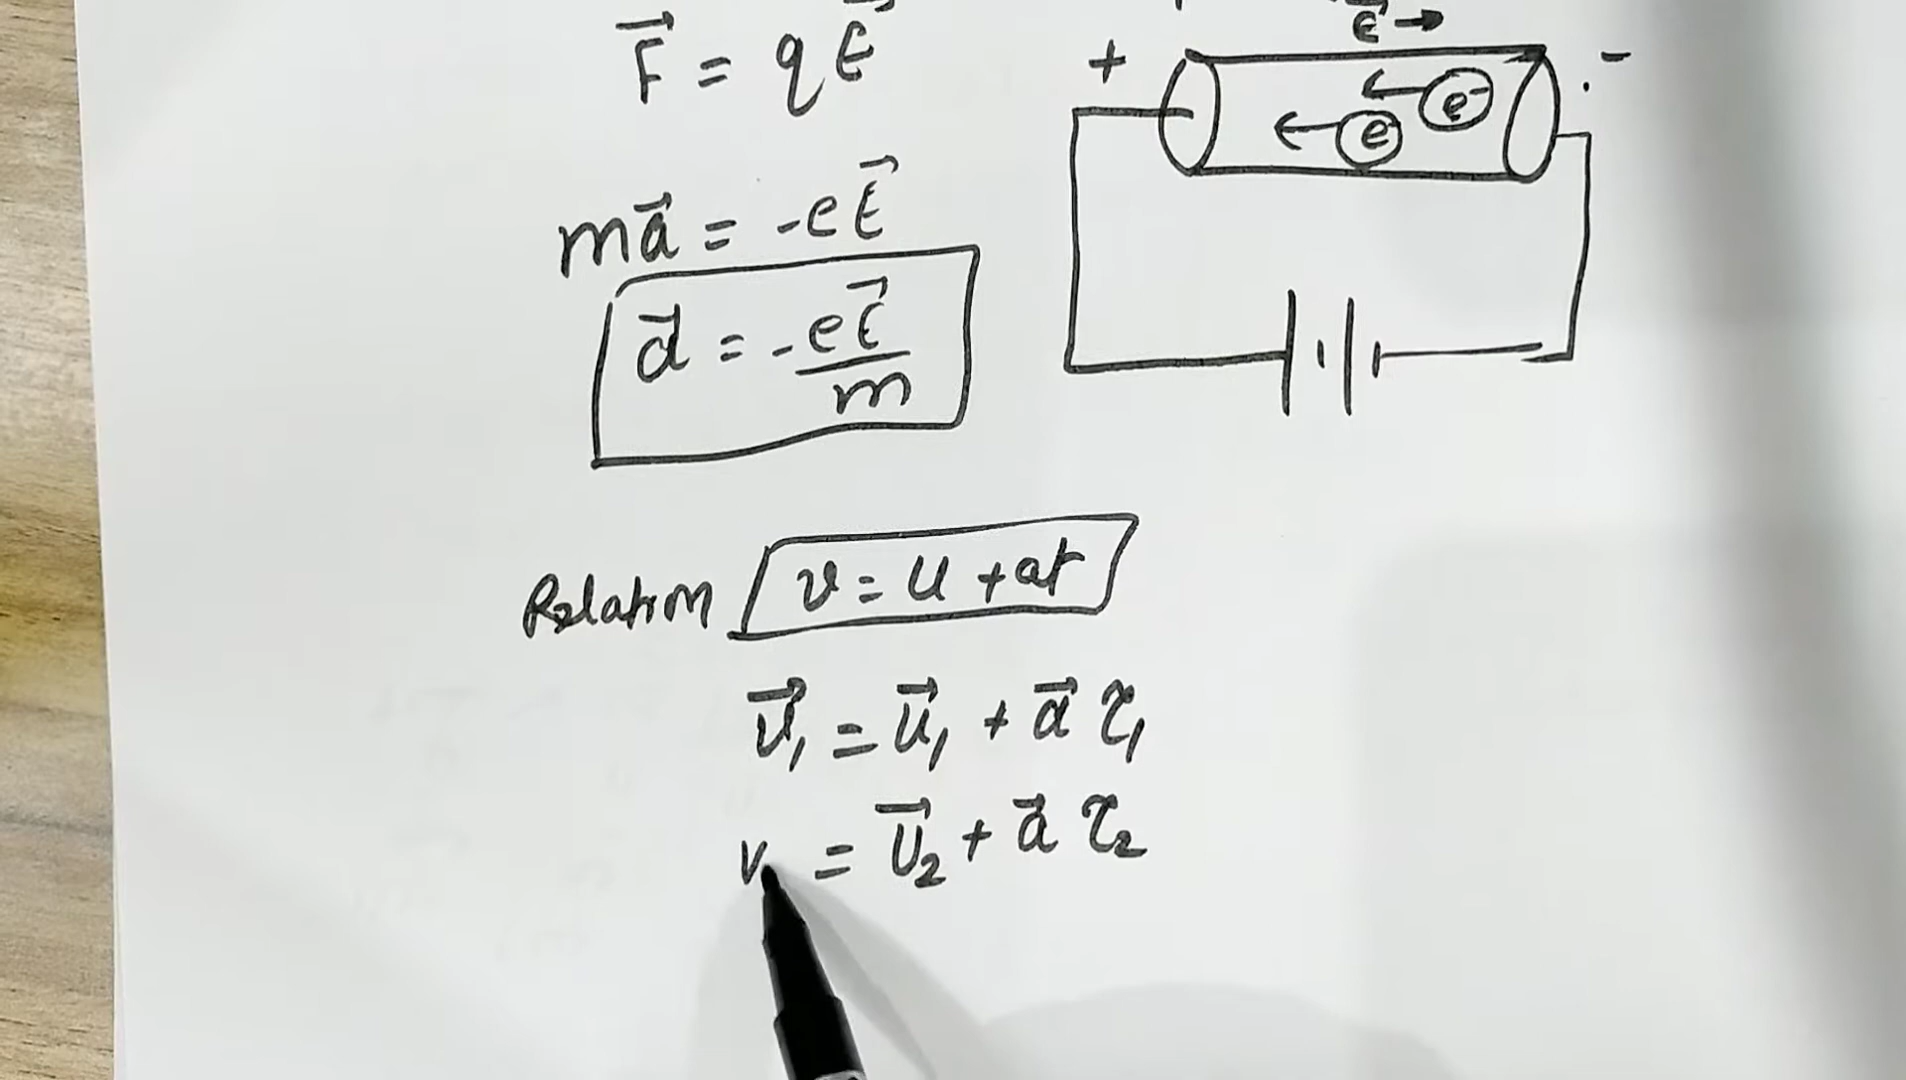 E⃗ →
F⃗ = qE⃗
+ -
e⁻
e
ma⃗ = -eE⃗
a⃗ = -eE⃗/m
Relation v = u + at
v⃗₁ = u⃗₁ + a⃗ τ₁
v = u⃗₂ + a⃗ τ₂